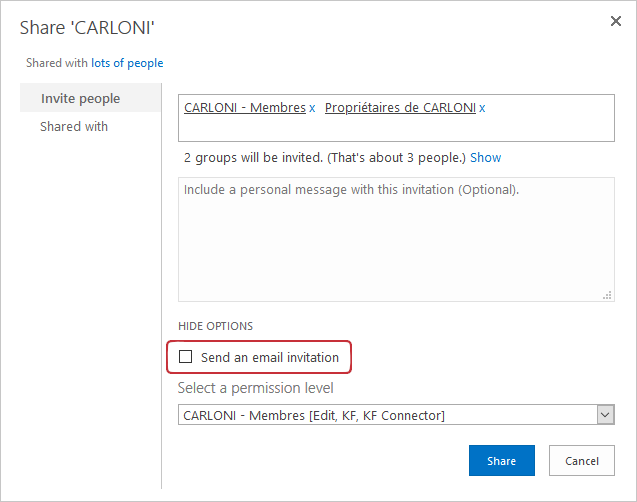 Share 'CARLONI'
Shared with lots of people
Invite people
Shared with
CARLONI - Membres x Propriétaires de CARLONI x
2 groups will be invited. (That's about 3 people.) Show
Include a personal message with this invitation (Optional).
HIDE OPTIONS
Send an email invitation
Select a permission level
CARLONI - Membres [Edit, KF, KF Connector]
Share Cancel